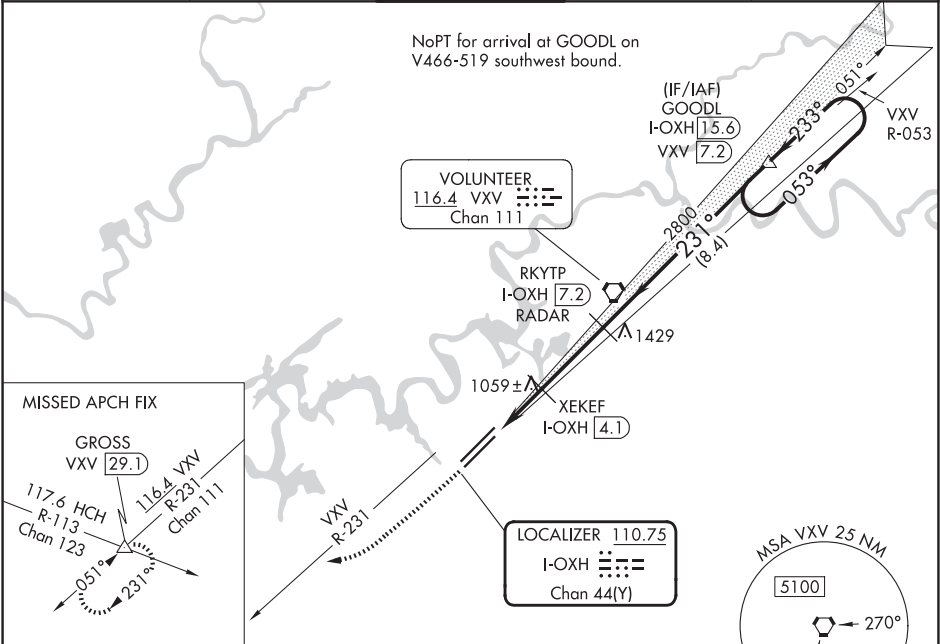 NoPT for arrival at GOODL on
V466-519 southwest bound.
(IF/IAF)
GOODL
I-OXH 15.6
VXV 7.2
051°
233°
053°
VXV
R-053
VOLUNTEER
116.4 VXV
Chan 111
2800
231°
(8.4)
RKYTP
I-OXH 7.2
RADAR
1429
1059±
XEKEF
I-OXH 4.1
MISSED APCH FIX
GROSS
VXV 29.1
117.6 HCH
R-113
Chan 123
116.4 VXV
R-231
Chan 111
051°
231°
VXV
R-231
LOCALIZER 110.75
I-OXH
Chan 44(Y)
MSA VXV 25 NM
5100
270°